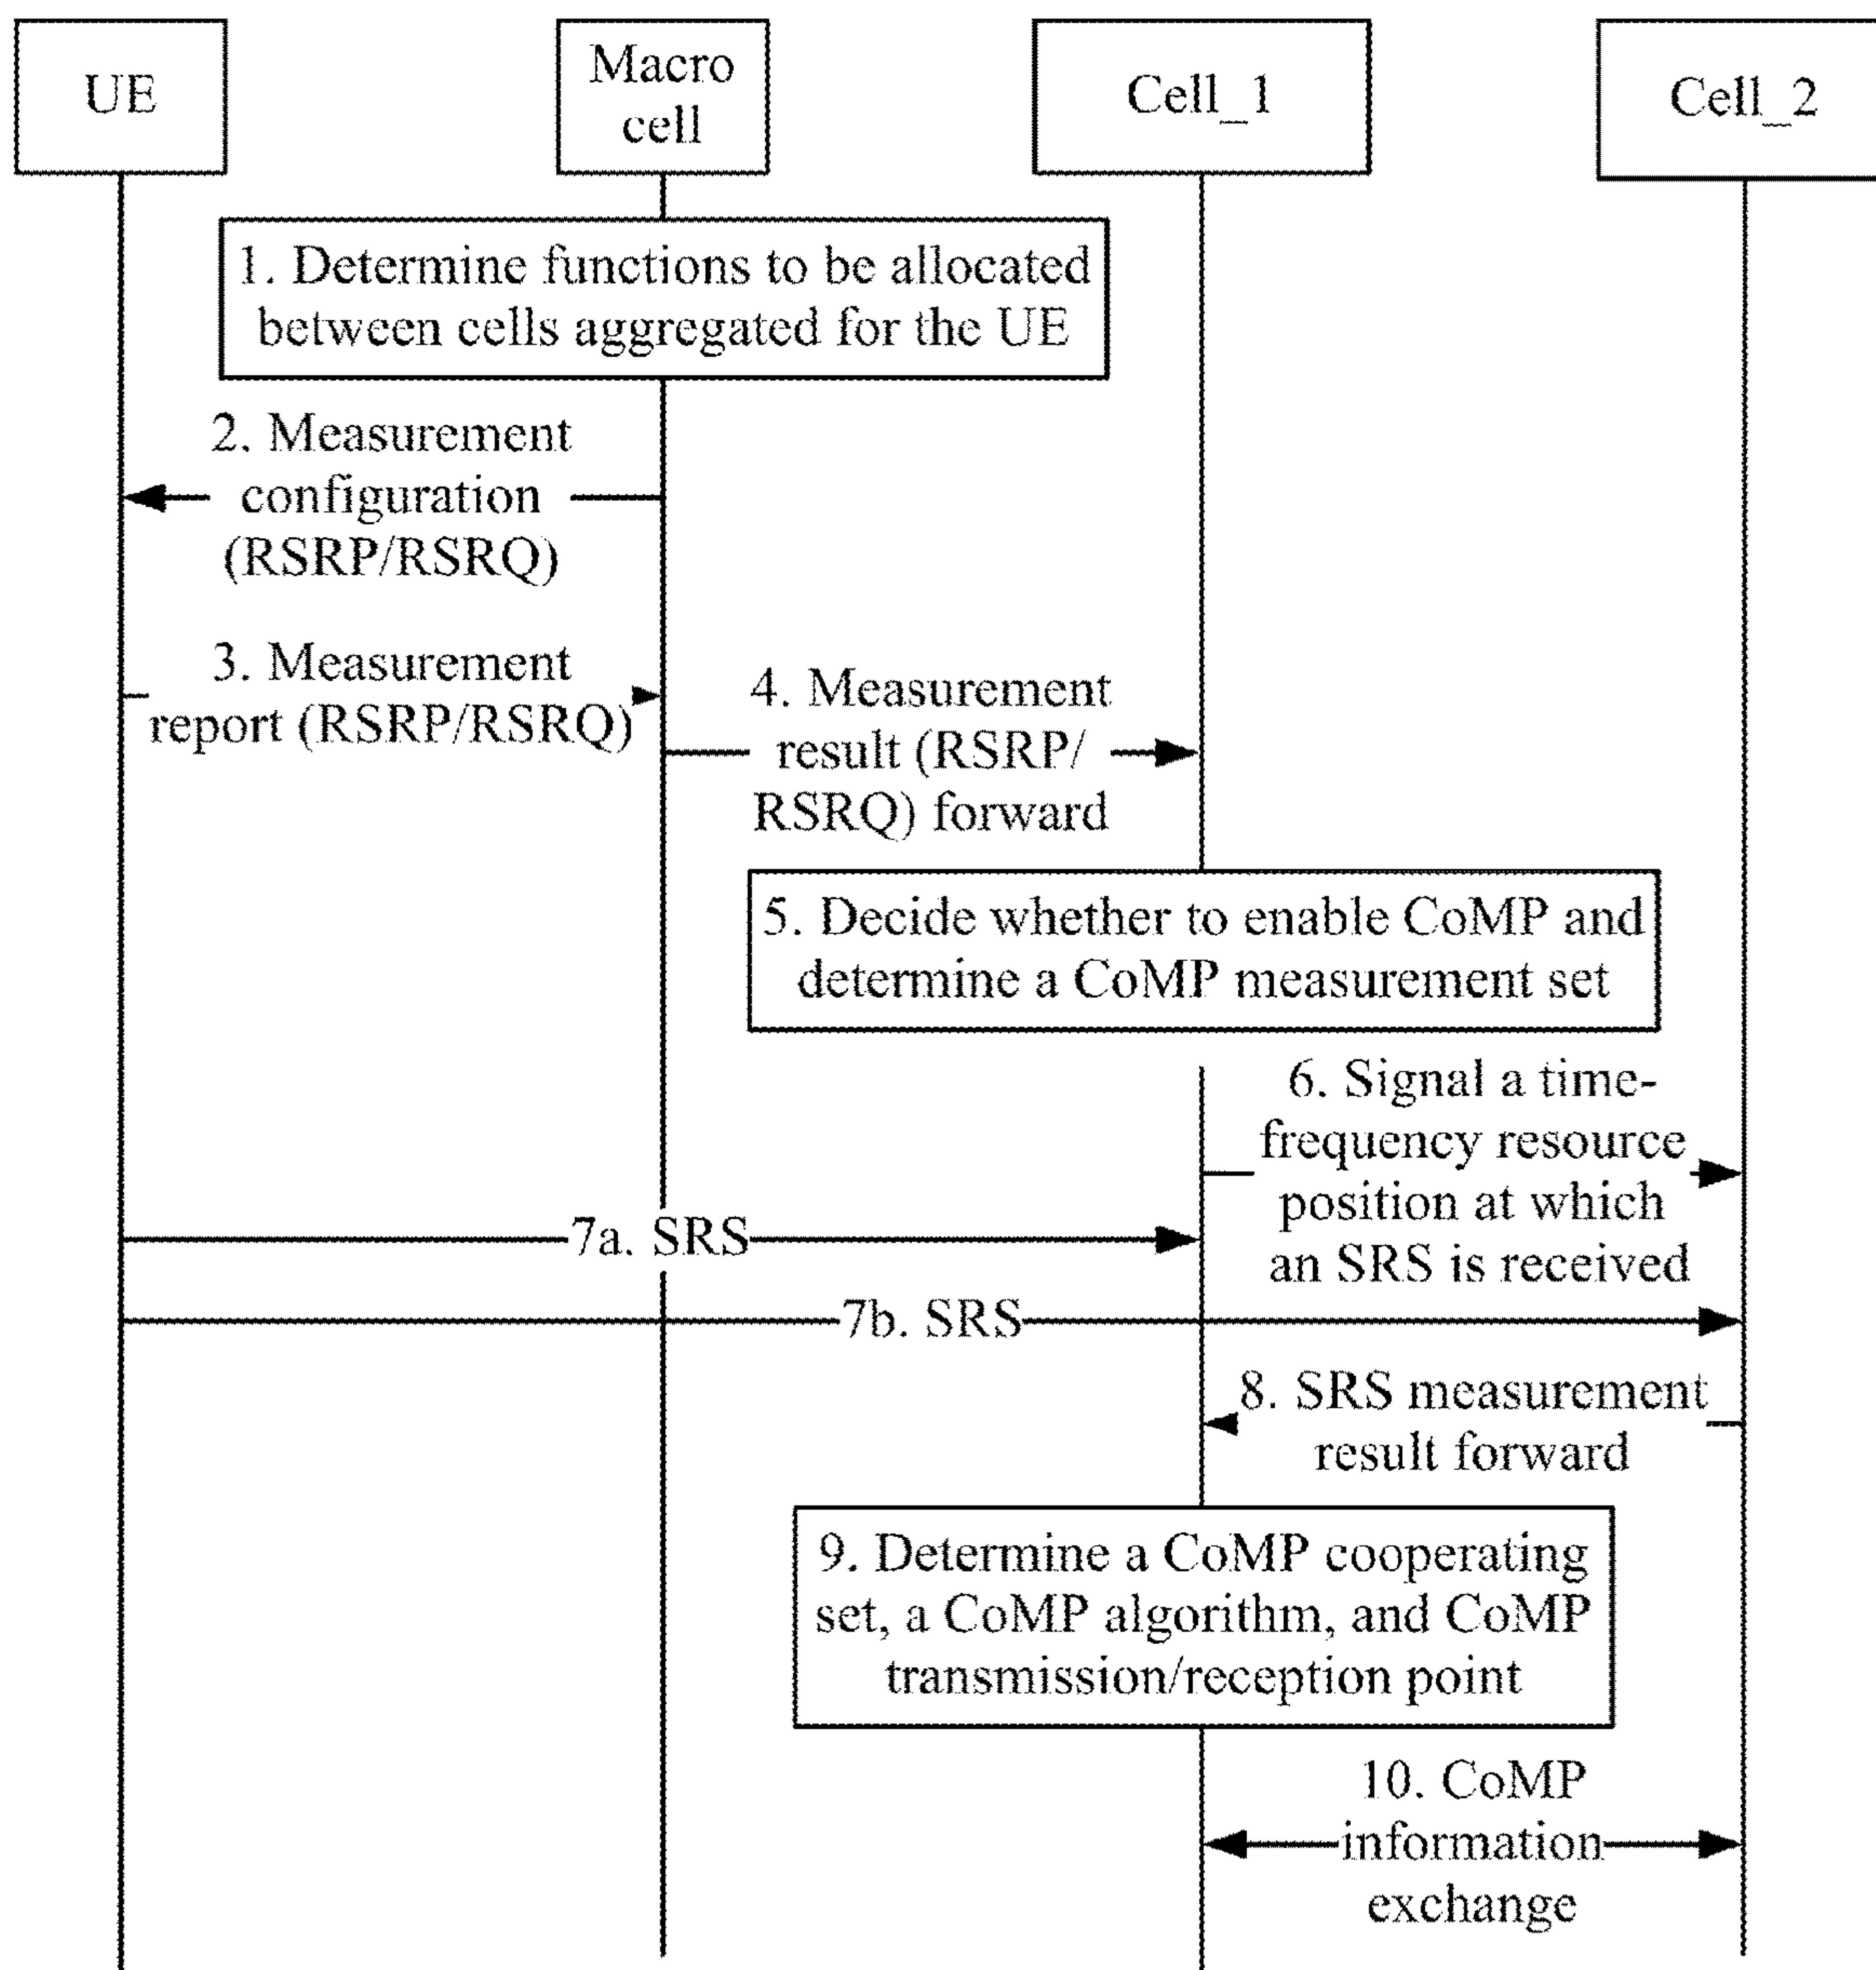 UE
Macro
cell
Cell_1
Cell_2
1. Determine functions to be allocated
between cells aggregated for the UE
2. Measurement
configuration
(RSRP/RSRQ)
3. Measurement
report (RSRP/RSRQ)
4. Measurement
result (RSRP/
RSRQ) forward
5. Decide whether to enable CoMP and
determine a CoMP measurement set
6. Signal a time-
frequency resource
position at which
an SRS is received
7a. SRS
7b. SRS
8. SRS measurement
result forward
9. Determine a CoMP cooperating
set, a CoMP algorithm, and CoMP
transmission/reception point
10. CoMP
information
exchange